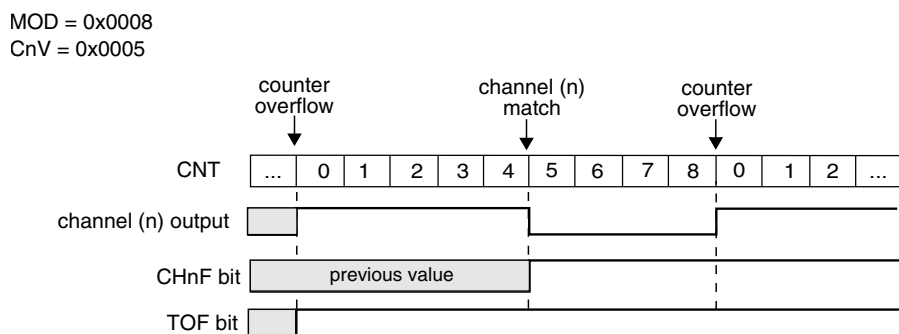 MOD = 0x0008
CnV = 0x0005
counter overflow
channel (n) match
counter overflow
CNT ... 0 1 2 3 4 5 6 7 8 0 1 2 ...
channel (n) output
CHnF bit previous value
TOF bit